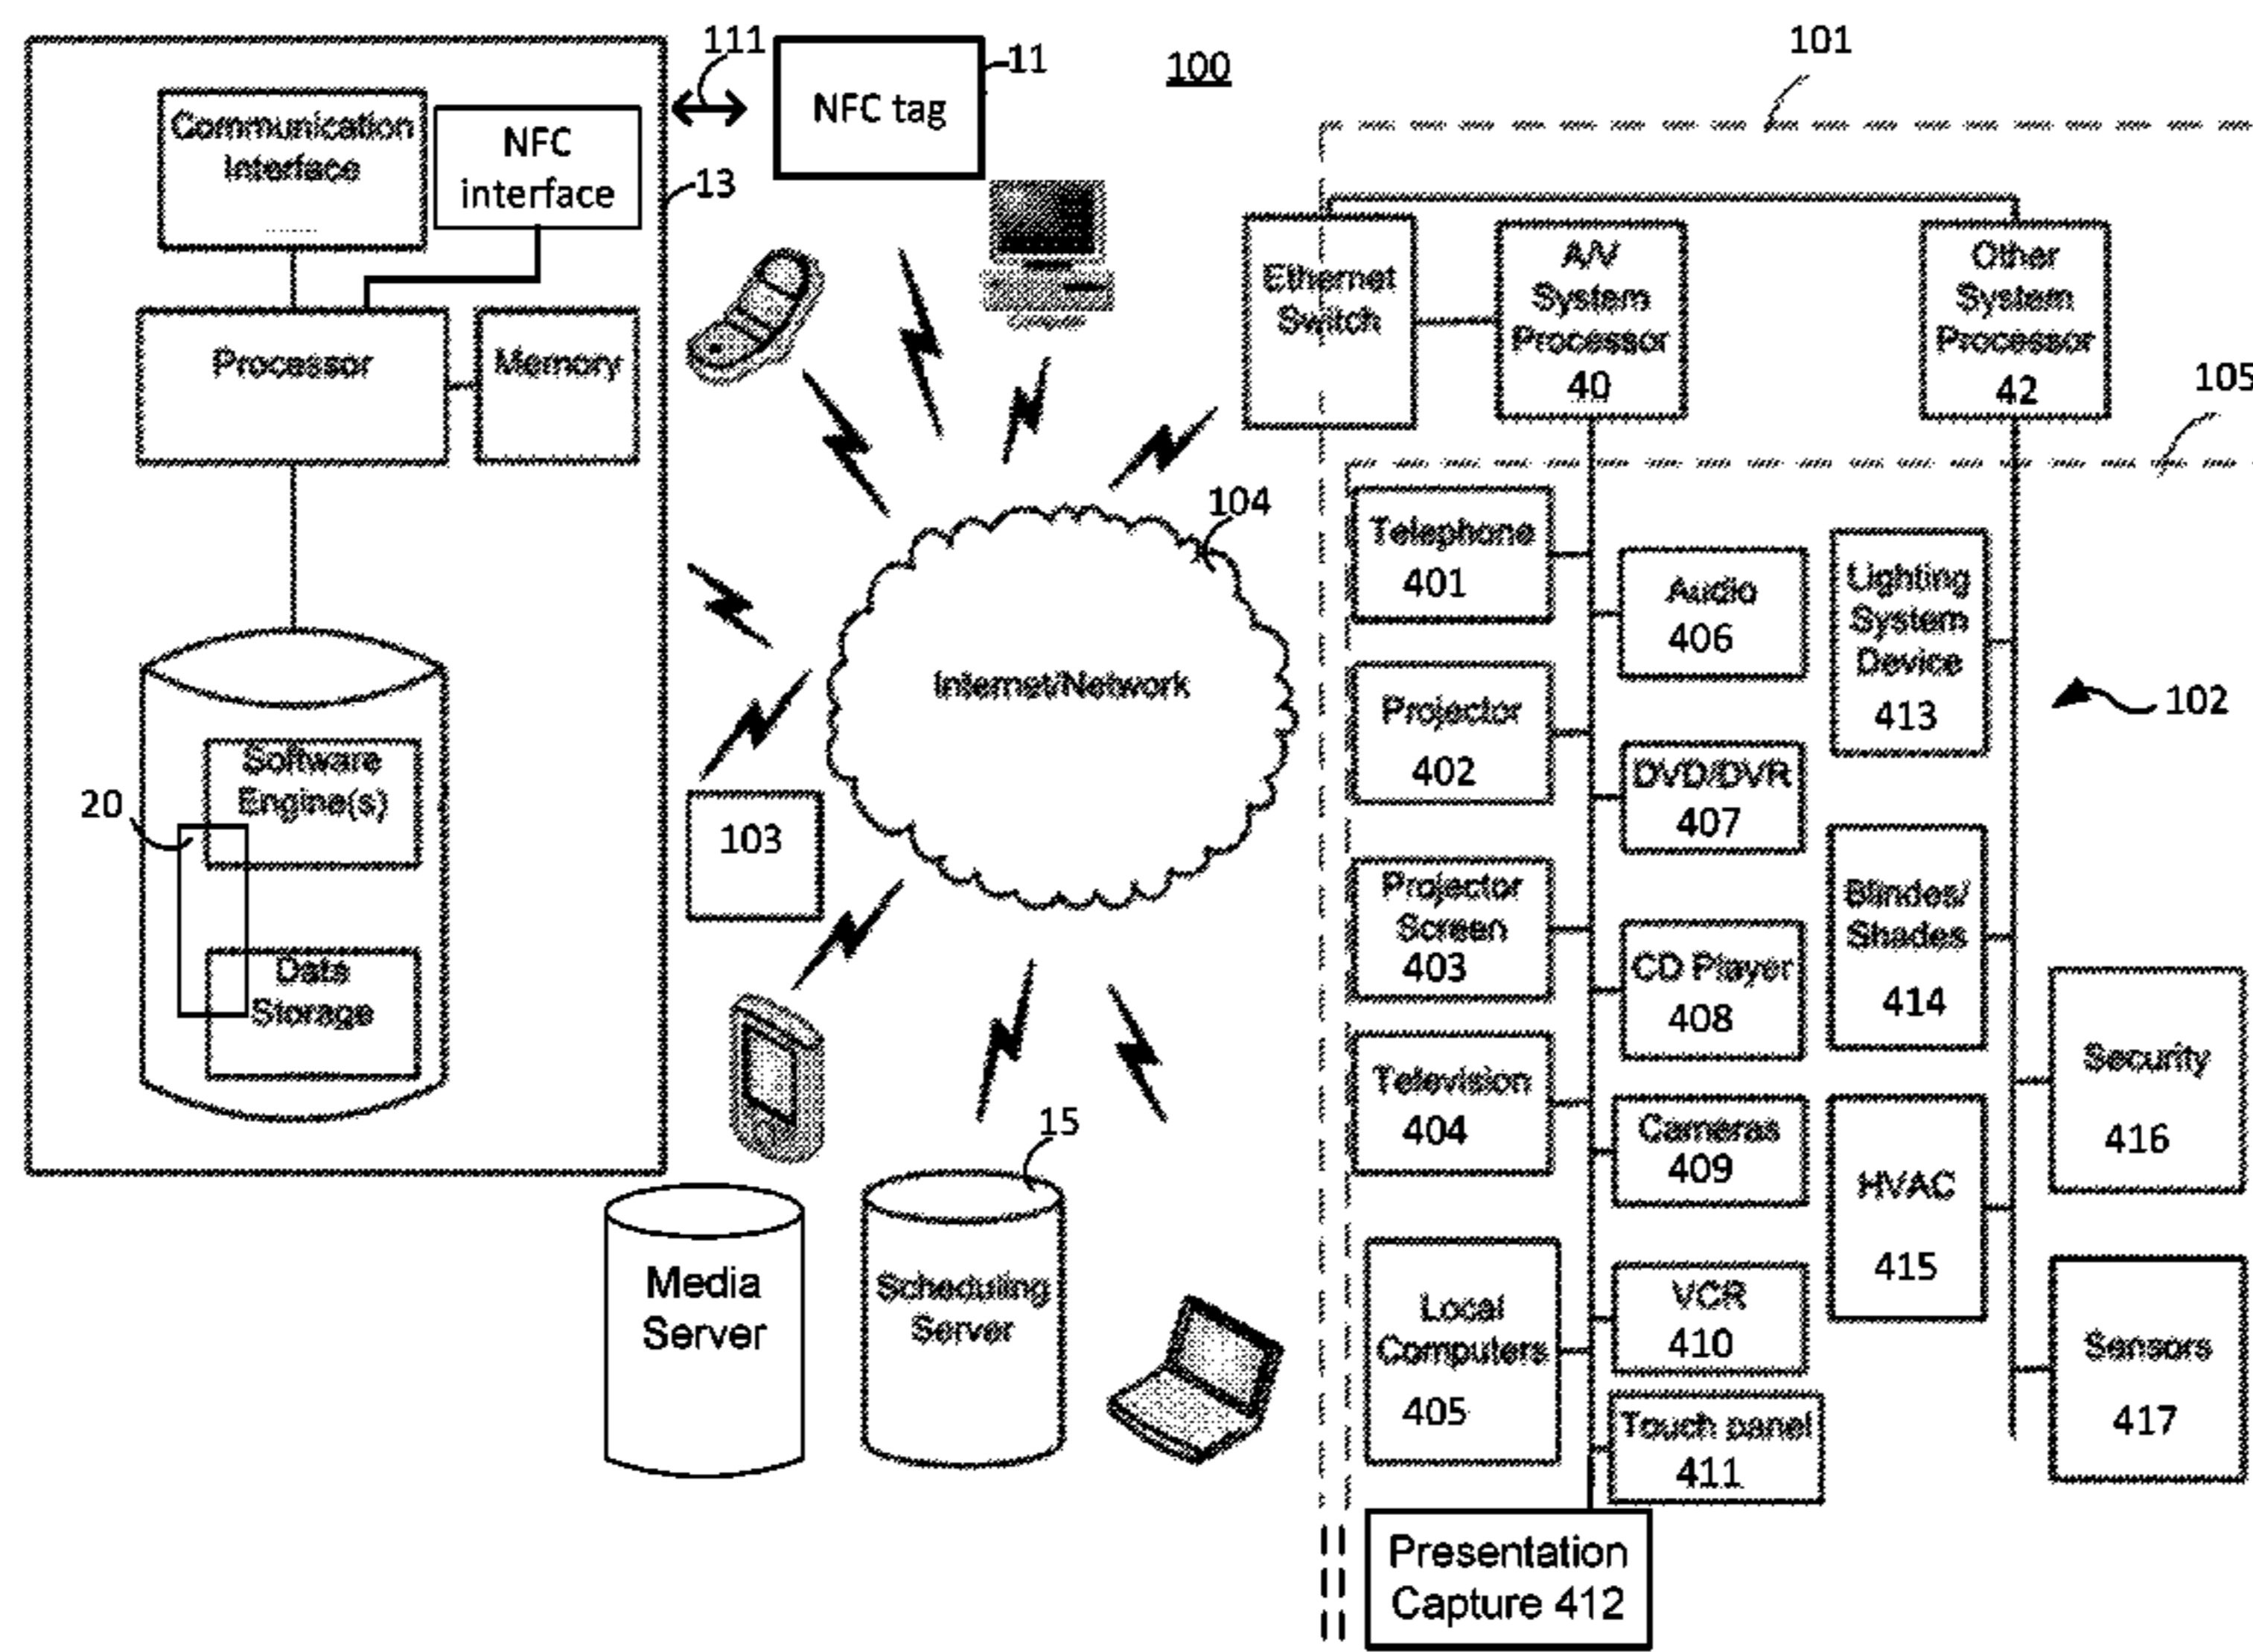 111
11
100
101
NFC tag
Communication
Interface
NFC
interface
13
Ethernet
Switch
A/V
System
Processor
40
Other
System
Processor
42
105
Processor
Memory
104
Internet/Network
Telephone
401
Audio
406
Lighting
System
Device
413
102
Projector
402
DVD/DVR
407
Software
Engine(s)
20
103
Projector
Screen
403
CD Player
408
Blindes/
Shades
414
Data
Storage
Television
404
Cameras
409
HVAC
415
Security
416
15
Media
Server
Scheduling
Server
Local
Computers
405
VCR
410
Sensors
417
Touch panel
411
Presentation
Capture 412